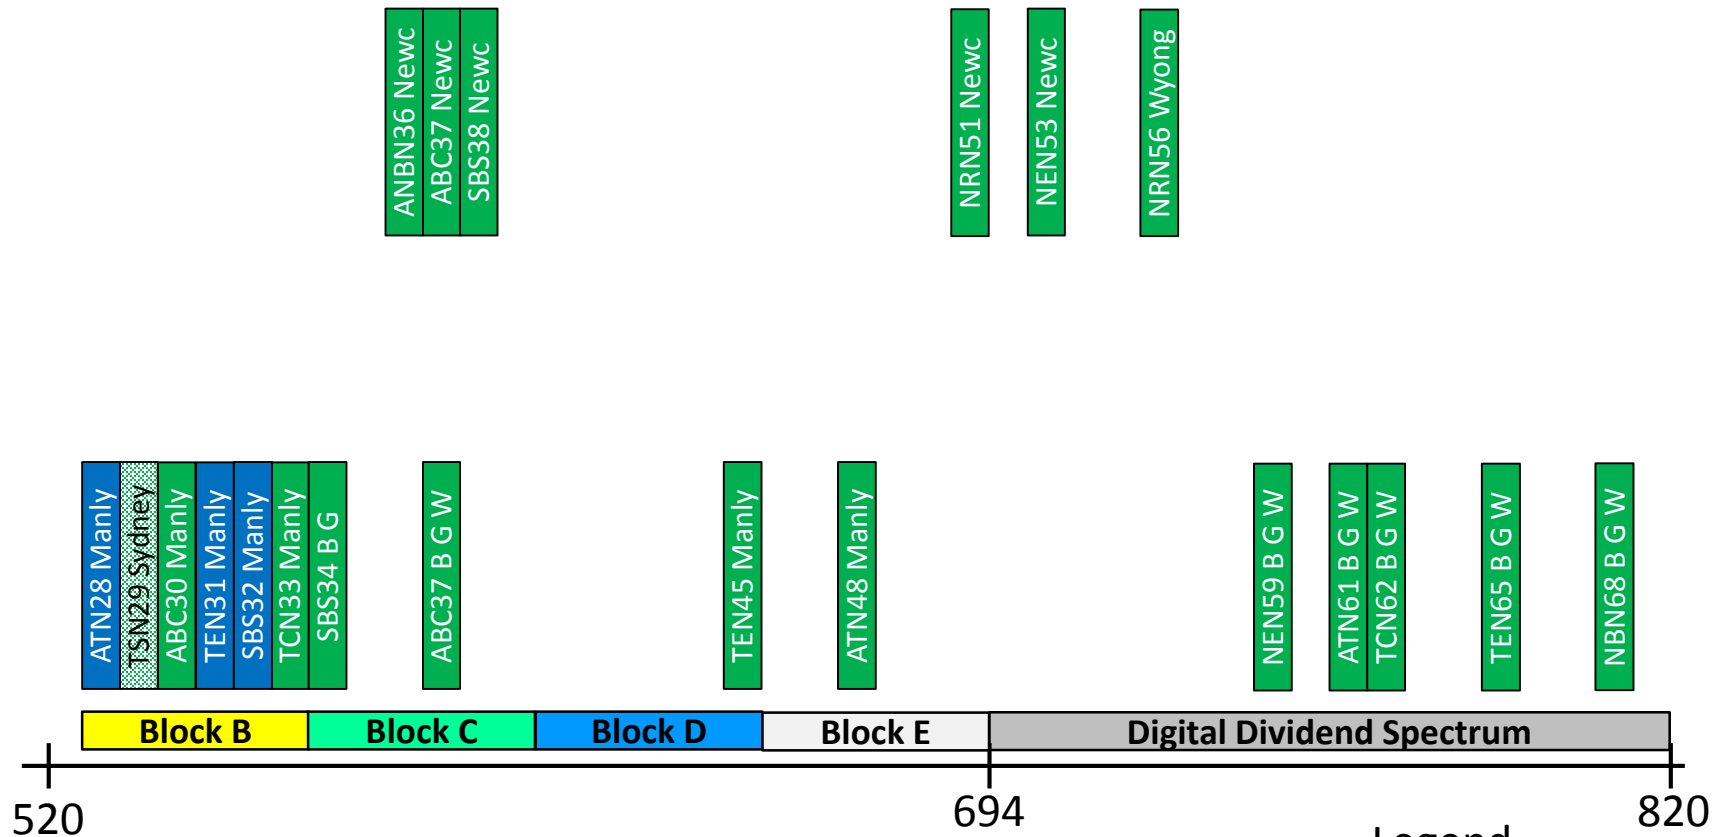 ANBN36 Newc
ABC37 Newc
SBS38 Newc
NRN51 Newc
NEN53 Newc
NRN56 Wyong
ATN28 Manly
TSN29 Sydney
ABC30 Manly
TEN31 Manly
SBS32 Manly
TCN33 Manly
SBS34 B G
ABC37 B G W
TEN45 Manly
ATN48 Manly
NEN59 B G W
ATN61 B G W
TCN62 B G W
TEN65 B G W
NBN68 B G W
Block B
Block C
Block D
Block E
Digital Dividend Spectrum
520
694
820
Legend